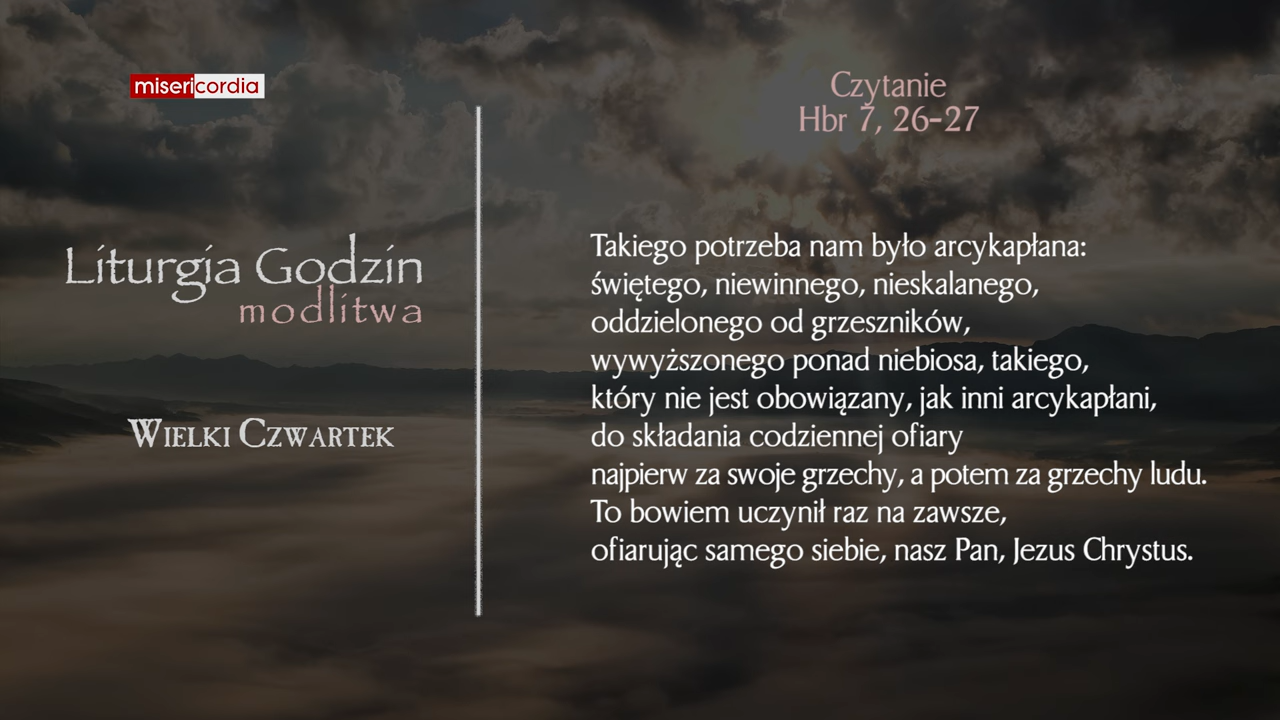 misericordia
Liturgia Godzin
modlitwa
Wielki Czwartek
Czytanie
Hbr 7, 26-27
Takiego potrzeba nam było arcykapłana:
świętego, niewinnego, nieskalanego,
oddzielonego od grzeszników,
wywyższonego ponad niebiosa, takiego,
który nie jest obowiązany, jak inni arcykapłani,
do składania codziennej ofiary
najpierw za swoje grzechy, a potem za grzechy ludu.
To bowiem uczynił raz na zawsze,
ofiarując samego siebie, nasz Pan, Jezus Chrystus.